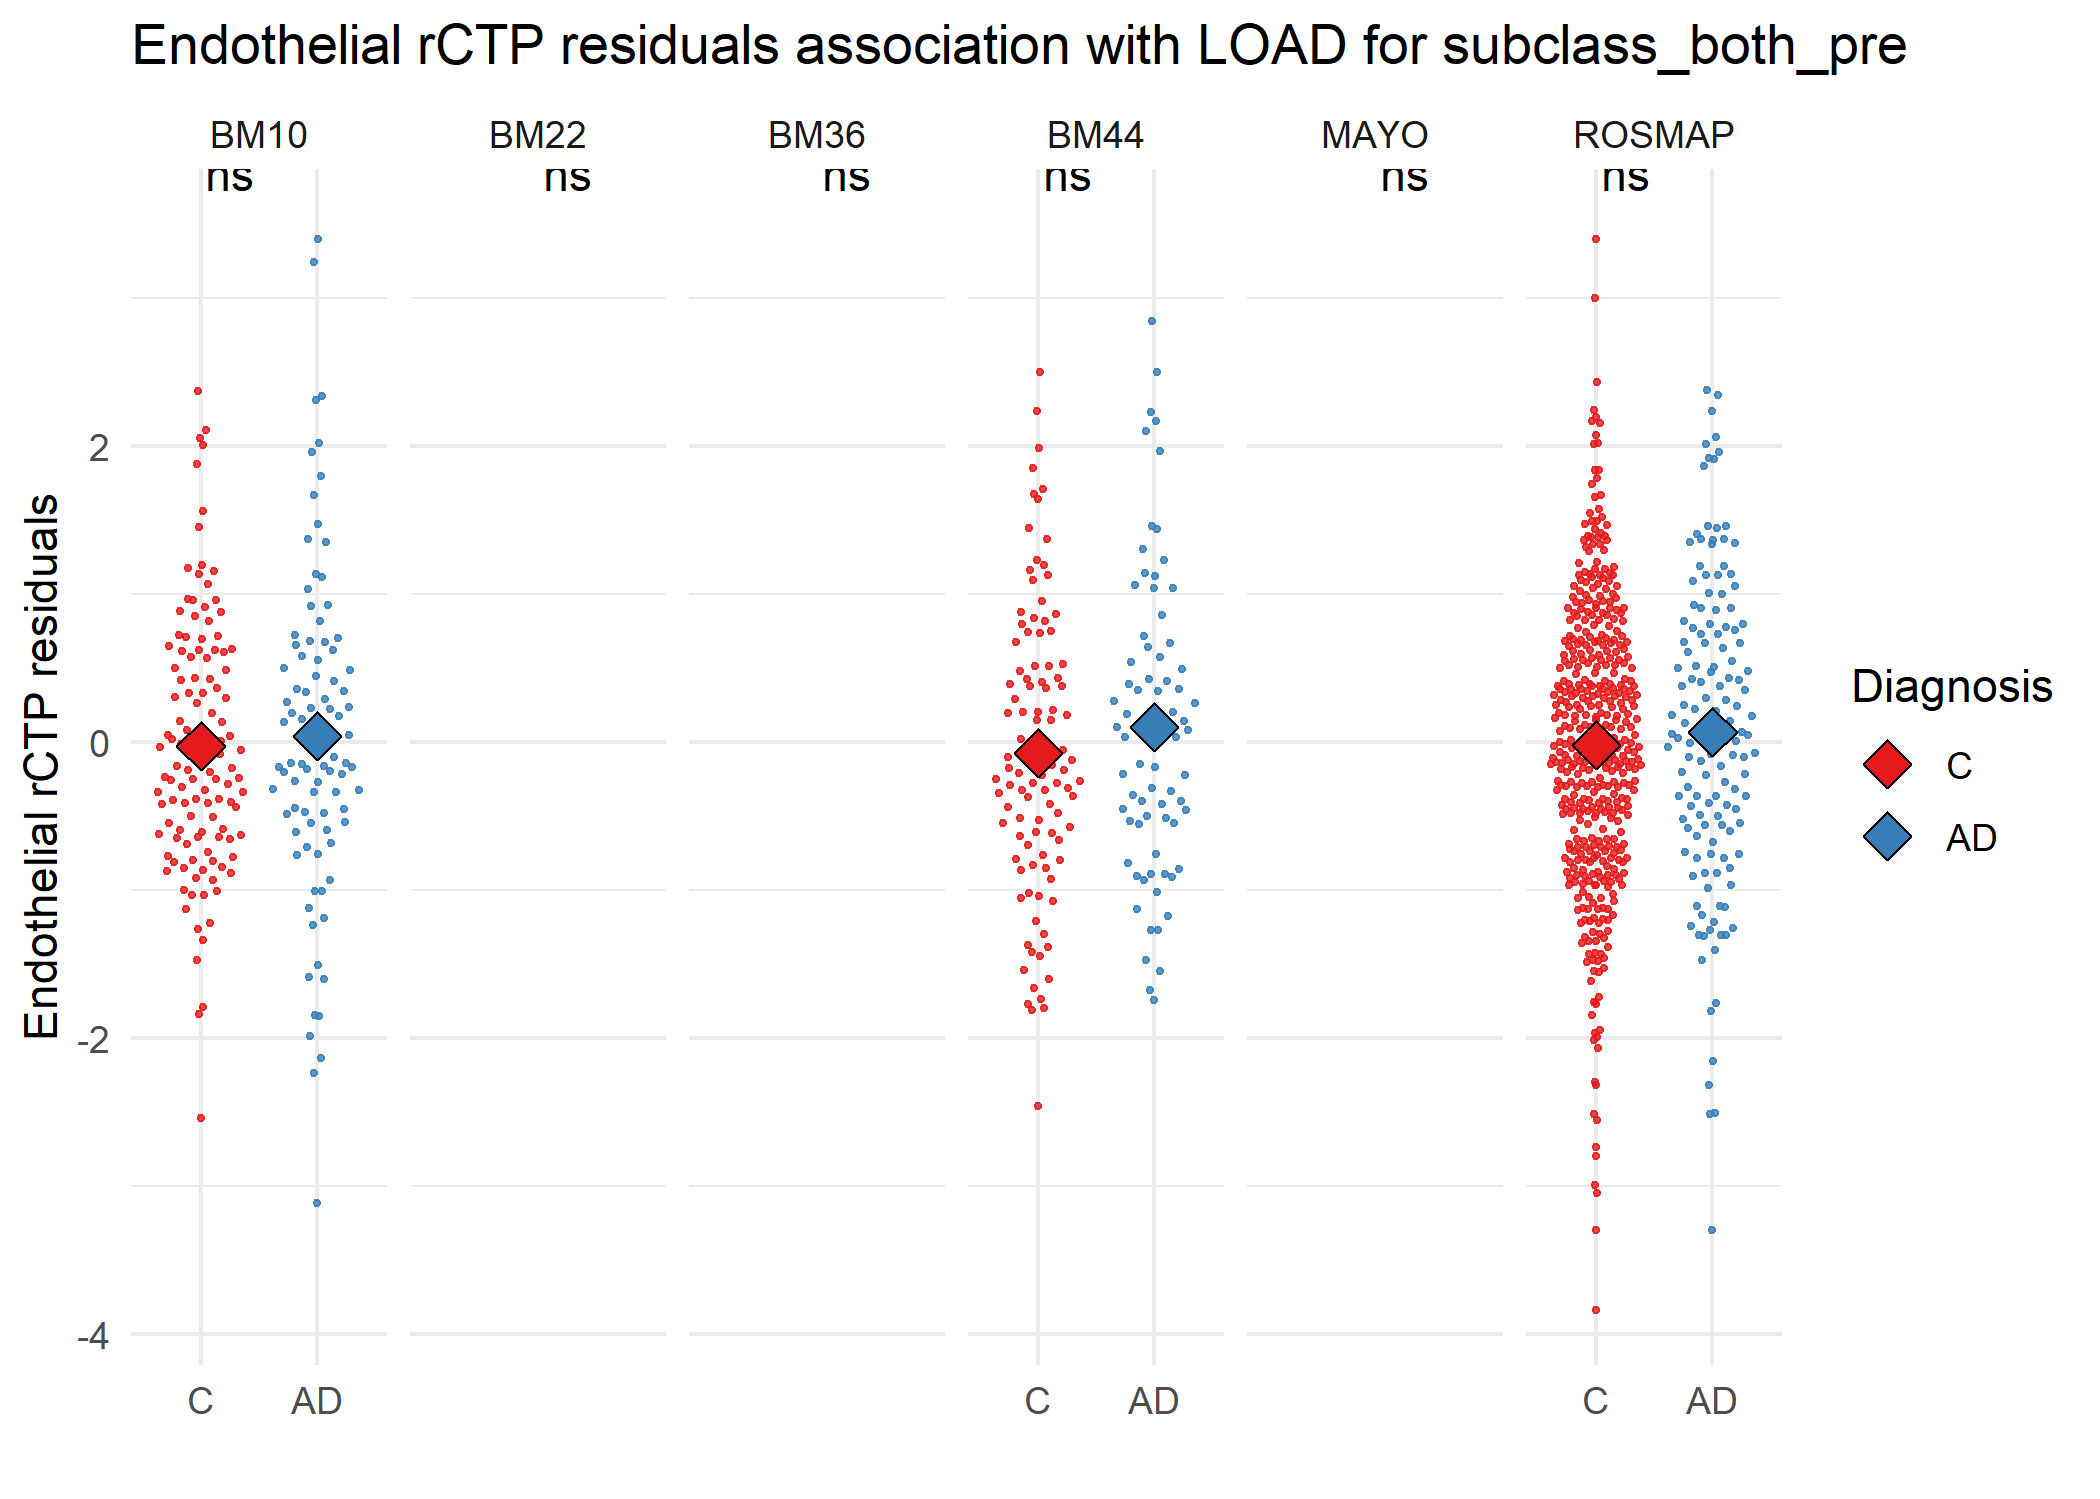 Endothelial rCTP residuals association with LOAD for subclass_both_pre
BM10 BM22 BM36 BM44 MAYO ROSMAP
ns ns ns ns ns ns
Endothelial rCTP residuals
2
0
-2
-4
C AD C AD C AD
Diagnosis
C
AD